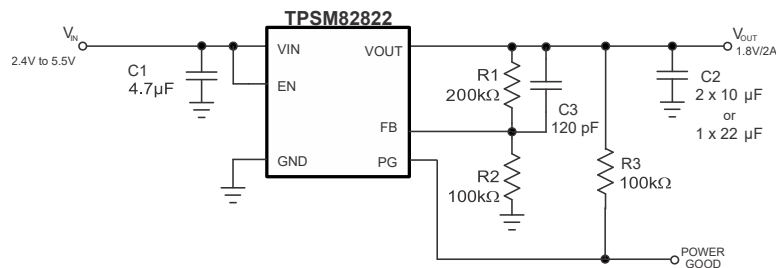 TPSM82822
VIN
2.4V to 5.5V
C1
4.7µF
VIN
EN
GND
VOUT
FB
PG
R1
200kΩ
C3
120 pF
R2
100kΩ
R3
100kΩ
VOUT
1.8V/2A
C2
2 x 10 µF
or
1 x 22 µF
POWER
GOOD